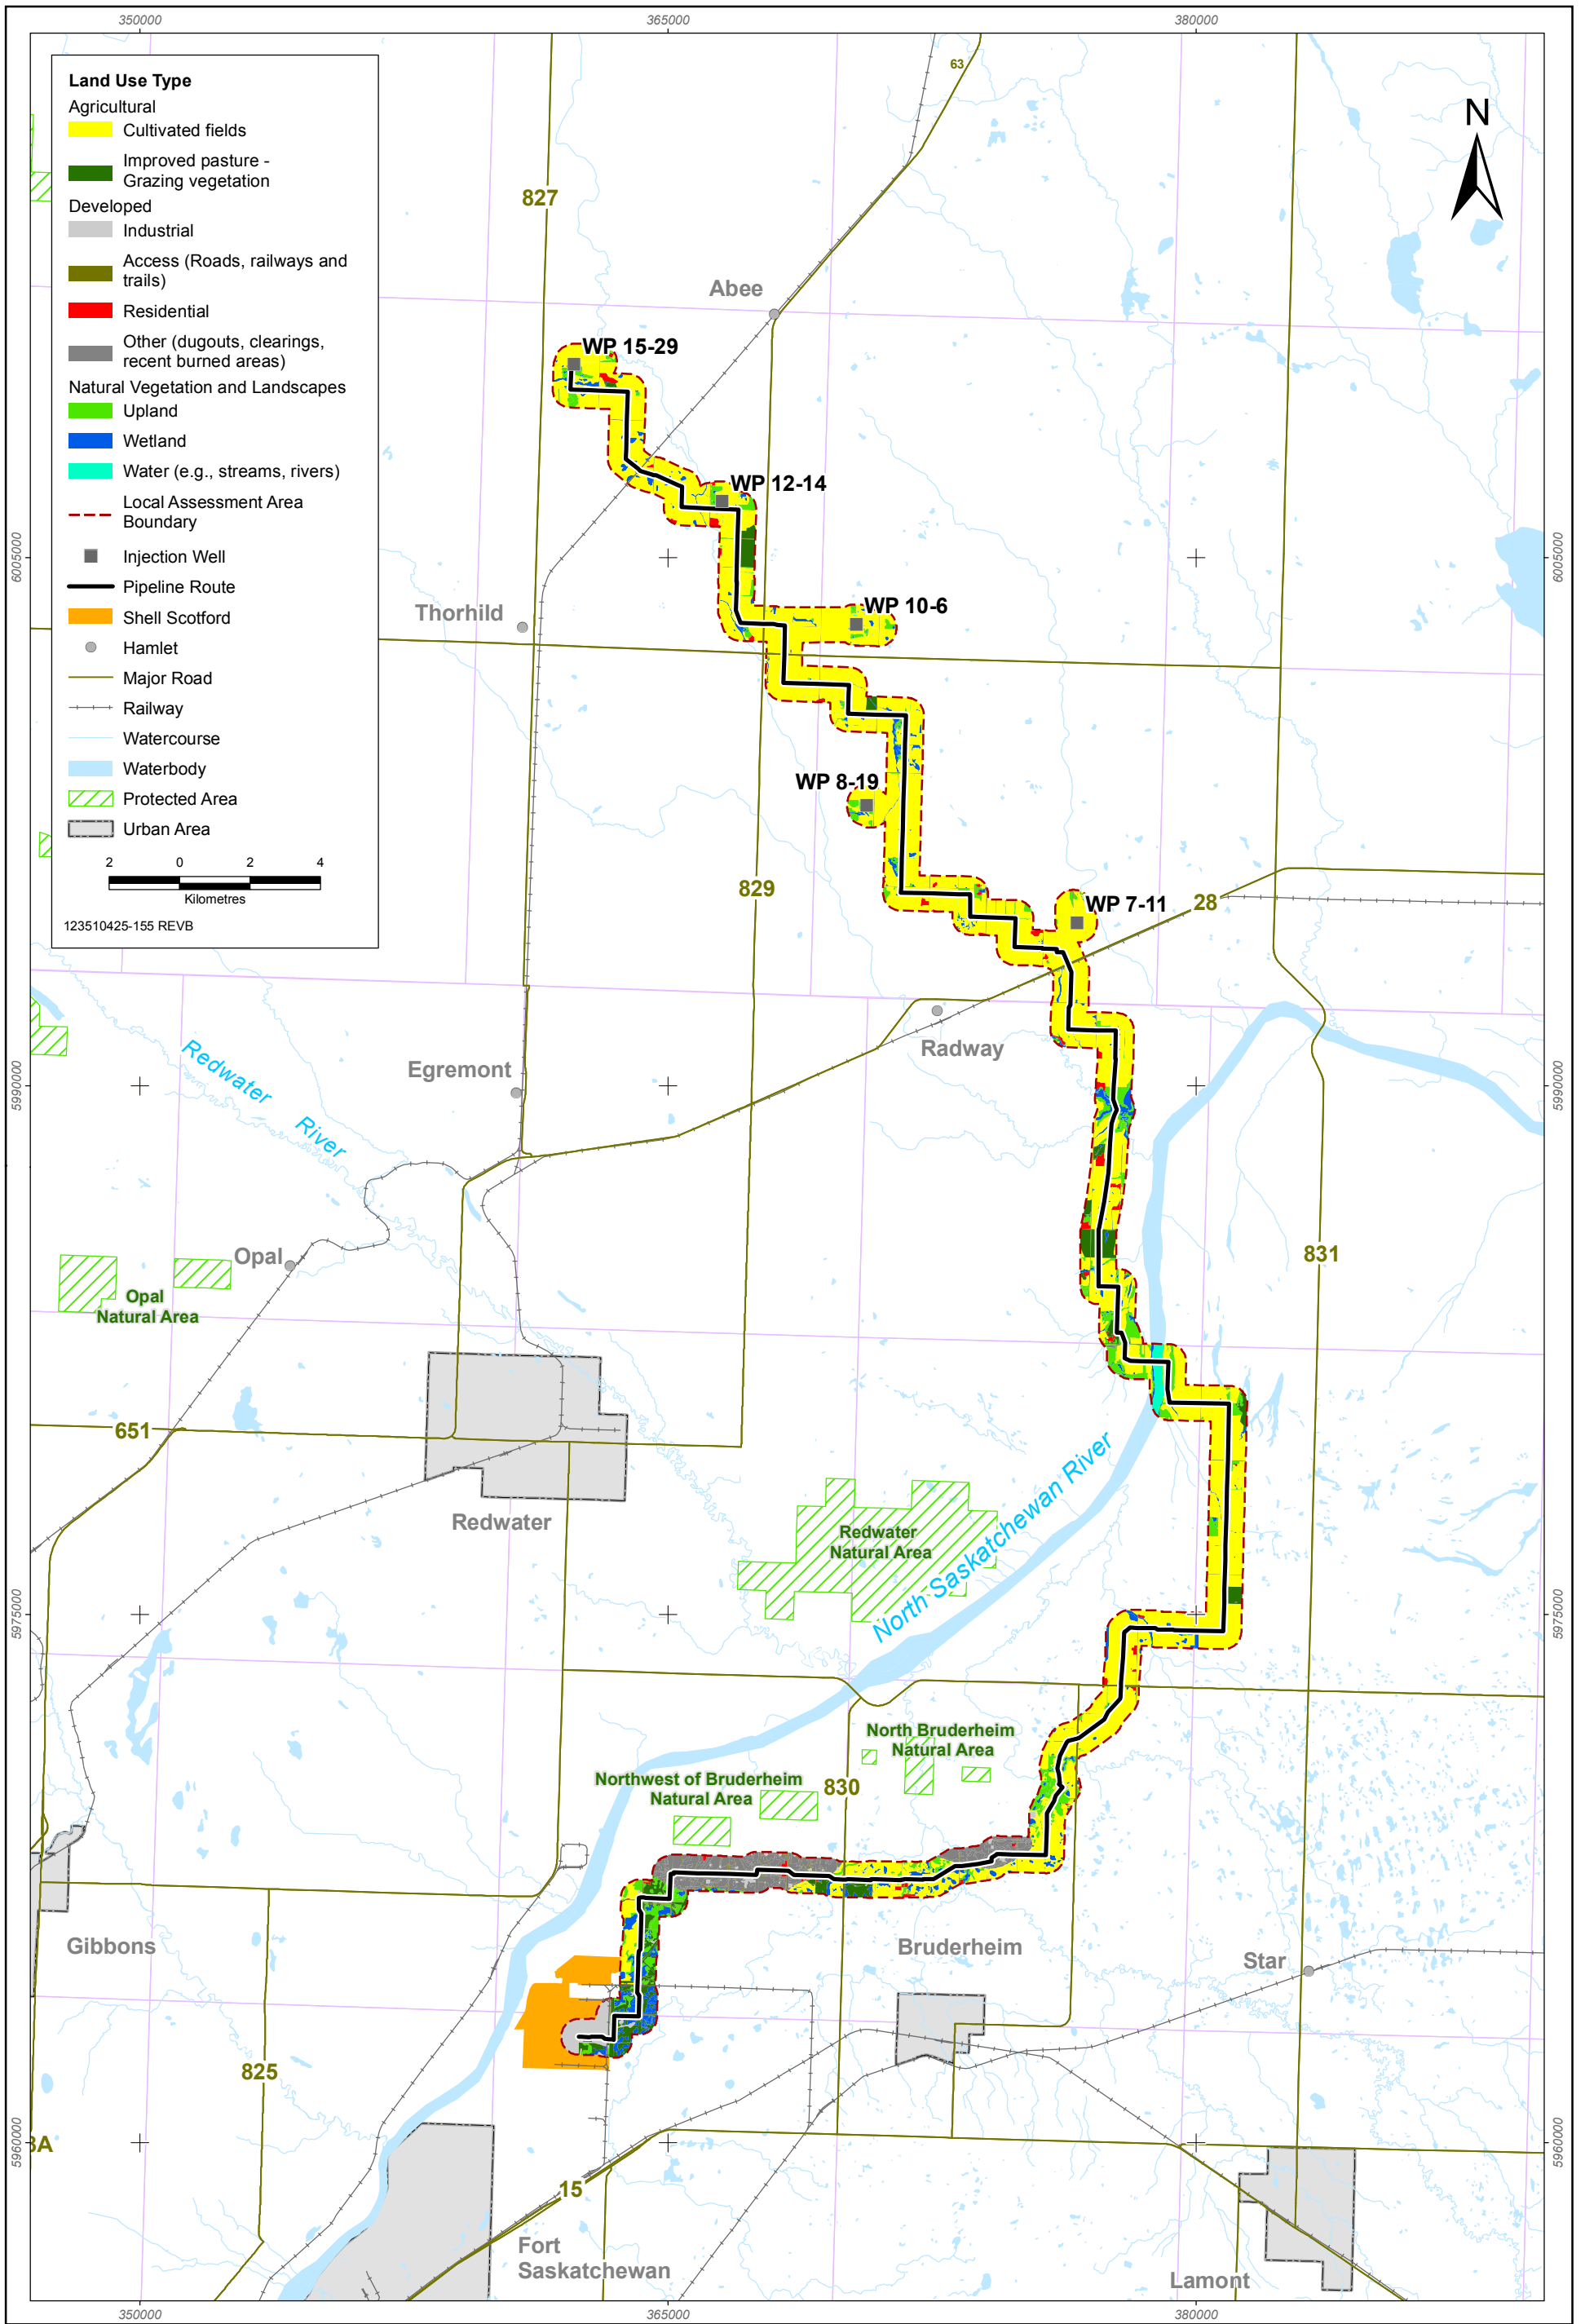 350000
365000
380000
Land Use Type
Agricultural
Cultivated fields
Improved pasture -
Grazing vegetation
Developed
Industrial
Access (Roads, railways and
trails)
Residential
Other (dugouts, clearings,
recent burned areas)
Natural Vegetation and Landscapes
Upland
Wetland
Water (e.g., streams, rivers)
Local Assessment Area
Boundary
Injection Well
Pipeline Route
Shell Scotford
Hamlet
Major Road
Railway
Watercourse
Waterbody
Protected Area
Urban Area
2 0 2 4
Kilometres
123510425-155 REVB
63
N
827
Abee
WP 15-29
WP 12-14
6005000
6005000
Thorhild
WP 10-6
WP 8-19
829
WP 7-11
28
Radway
Egremont
Redwater
River
5990000
5990000
831
Opal
Opal
Natural Area
651
Redwater
Redwater
Natural Area
North Saskatchewan River
5975000
5975000
North Bruderheim
Natural Area
Northwest of Bruderheim
Natural Area
830
Gibbons
Bruderheim
Star
825
5960000
5960000
3A
15
Fort
Saskatchewan
Lamont
350000
365000
380000